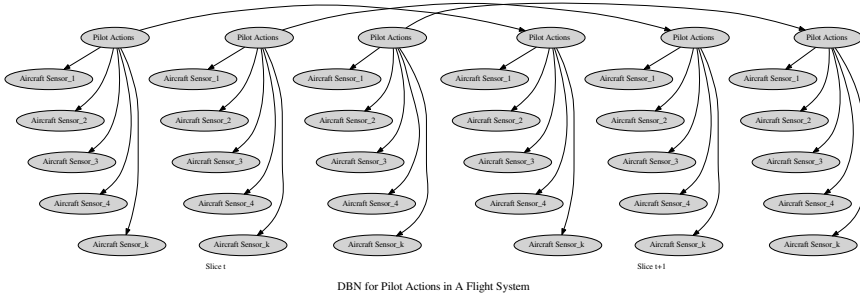 Pilot Actions Pilot Actions Pilot Actions Pilot Actions Pilot Actions Pilot Actions
Aircraft Sensor_1 Aircraft Sensor_1 Aircraft Sensor_1 Aircraft Sensor_1 Aircraft Sensor_1 Aircraft Sensor_1
Aircraft Sensor_2 Aircraft Sensor_2 Aircraft Sensor_2 Aircraft Sensor_2 Aircraft Sensor_2 Aircraft Sensor_2
Aircraft Sensor_3 Aircraft Sensor_3 Aircraft Sensor_3 Aircraft Sensor_3 Aircraft Sensor_3 Aircraft Sensor_3
Aircraft Sensor_4 Aircraft Sensor_4 Aircraft Sensor_4 Aircraft Sensor_4 Aircraft Sensor_4 Aircraft Sensor_4
Aircraft Sensor_k Aircraft Sensor_k Aircraft Sensor_k Aircraft Sensor_k Aircraft Sensor_k Aircraft Sensor_k
Slice t Slice t+1
DBN for Pilot Actions in A Flight System